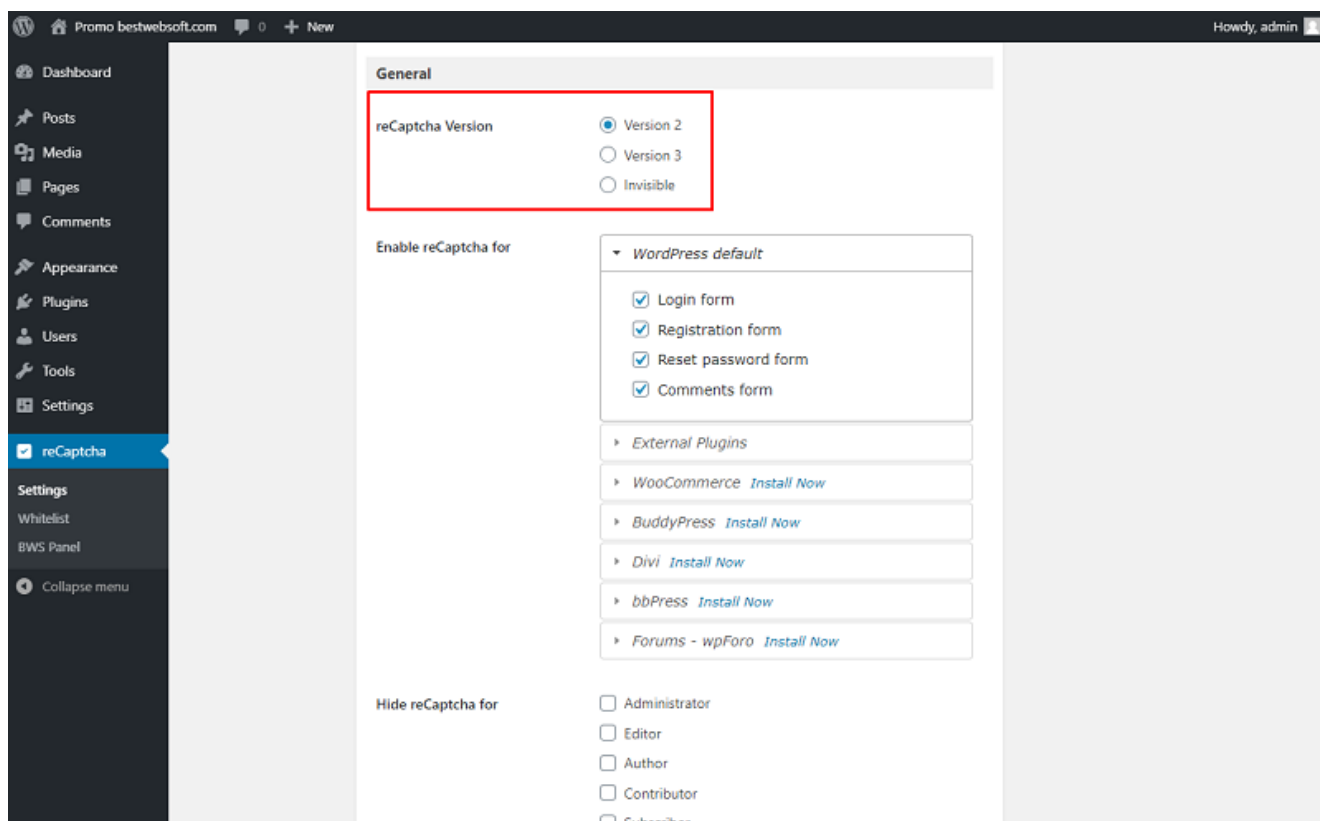 Promo bestwebsoft.com 0 New Howdy, admin
Dashboard
Posts
Media
Pages
Comments
Appearance
Plugins
Users
Tools
Settings
reCaptcha
Settings
Whitelist
BWS Panel
Collapse menu
General
reCaptcha Version
Version 2
Version 3
Invisible
Enable reCaptcha for
WordPress default
Login form
Registration form
Reset password form
Comments form
External Plugins
WooCommerce Install Now
BuddyPress Install Now
Divi Install Now
bbPress Install Now
Forums - wpForo Install Now
Hide reCaptcha for
Administrator
Editor
Author
Contributor